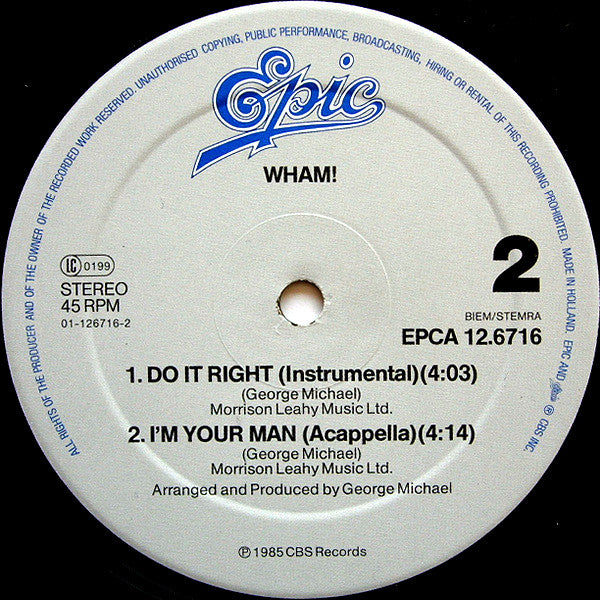 ALL RIGHTS OF THE PRODUCER AND OF THE OWNER OF THE RECORDED WORK RESERVED. UNAUTHORISED COPYING, PUBLIC PERFORMANCE, BROADCASTING, HIRING OR RENTAL OF THIS RECORDING PROHIBITED. MADE IN HOLLAND. EPIC AND Epic ® CBS INC.
Epic
WHAM!
2
LC 0199
STEREO
45 RPM
01-126716-2
BIEM/STEMRA
EPCA 12.6716
1. DO IT RIGHT (Instrumental)(4:03)
(George Michael)
Morrison Leahy Music Ltd.
2. I'M YOUR MAN (Acappella)(4:14)
(George Michael)
Morrison Leahy Music Ltd.
Arranged and Produced by George Michael
℗ 1985 CBS Records